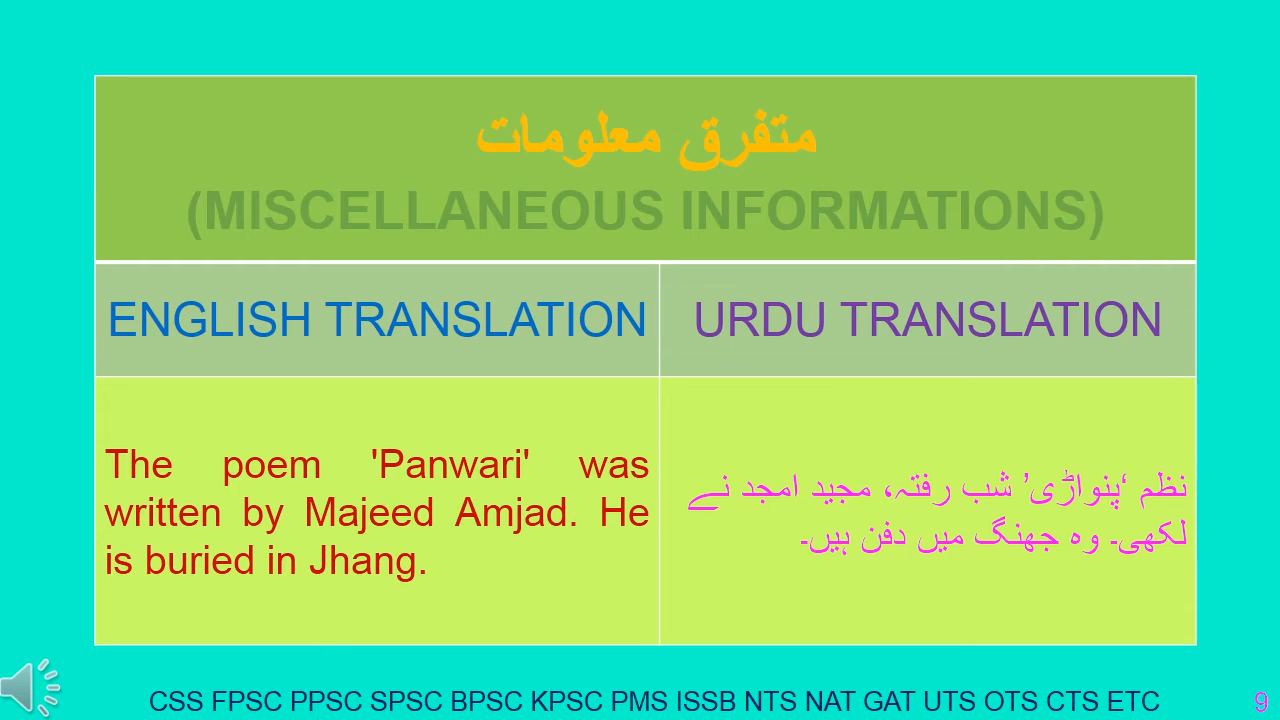 متفرق معلومات
(MISCELLANEOUS INFORMATIONS)
ENGLISH TRANSLATION
URDU TRANSLATION
The poem 'Panwari' was
written by Majeed Amjad. He
is buried in Jhang.
نظم ‘پنواڑی’ شب رفتہ، مجید امجد نے
لکھی۔ وہ جھنگ میں دفن ہیں۔
CSS FPSC PPSC SPSC BPSC KPSC PMS ISSB NTS NAT GAT UTS OTS CTS ETC
9